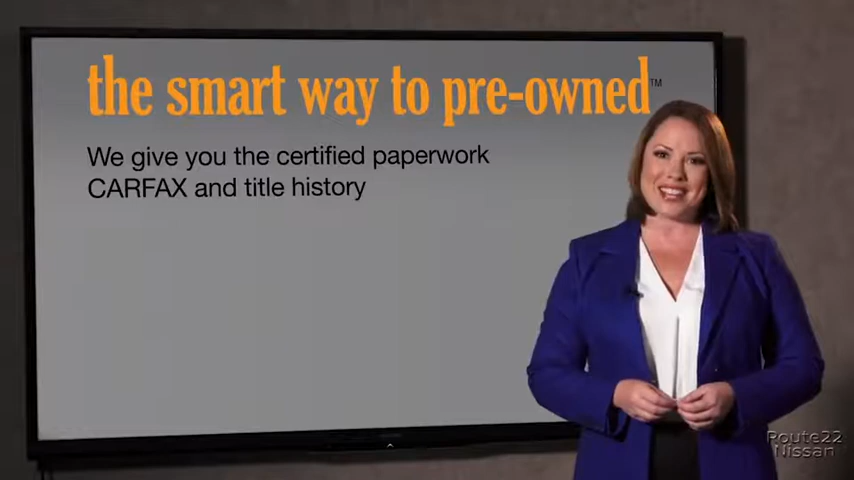 the smart way to pre-owned™
We give you the certified paperwork
CARFAX and title history
Route22
Nissan